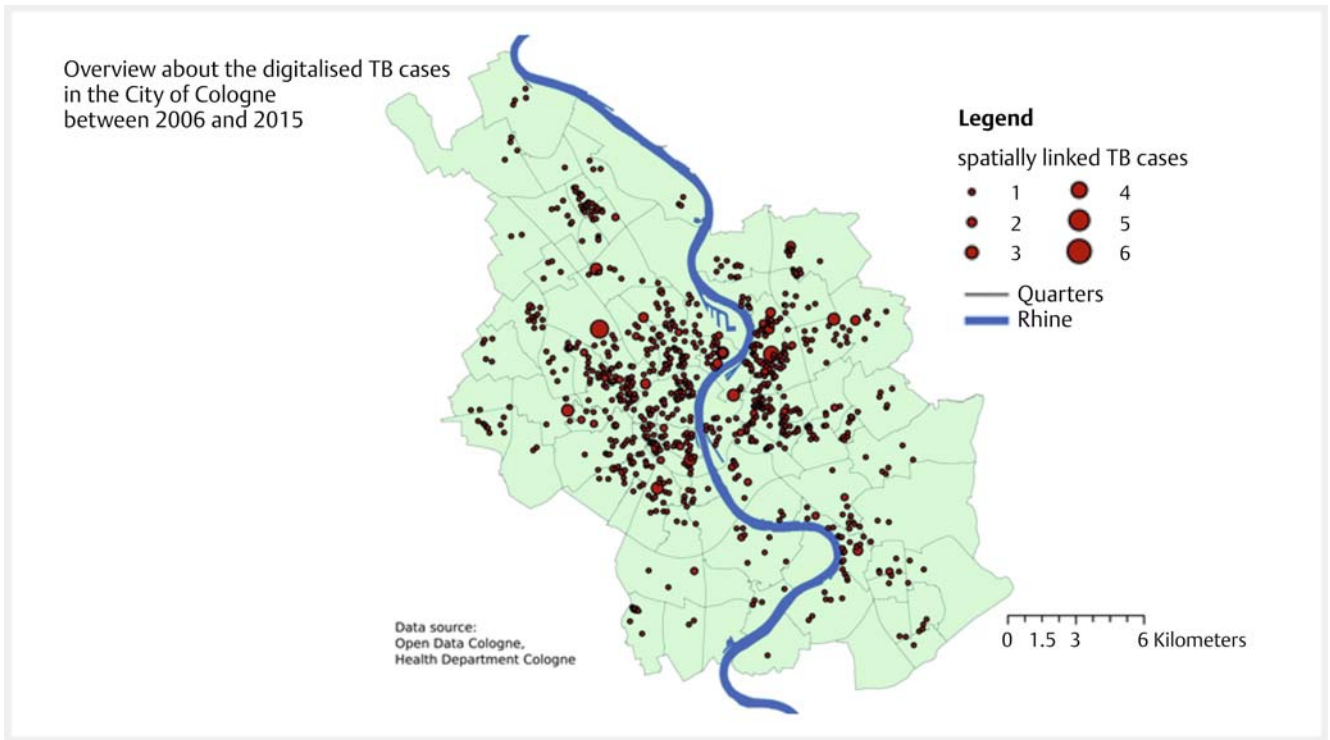 Overview about the digitalised TB cases
in the City of Cologne
between 2006 and 2015
Legend
spatially linked TB cases
1 4
2 5
3 6
Quarters
Rhine
Data source:
Open Data Cologne,
Health Department Cologne
0 1.5 3 6 Kilometers